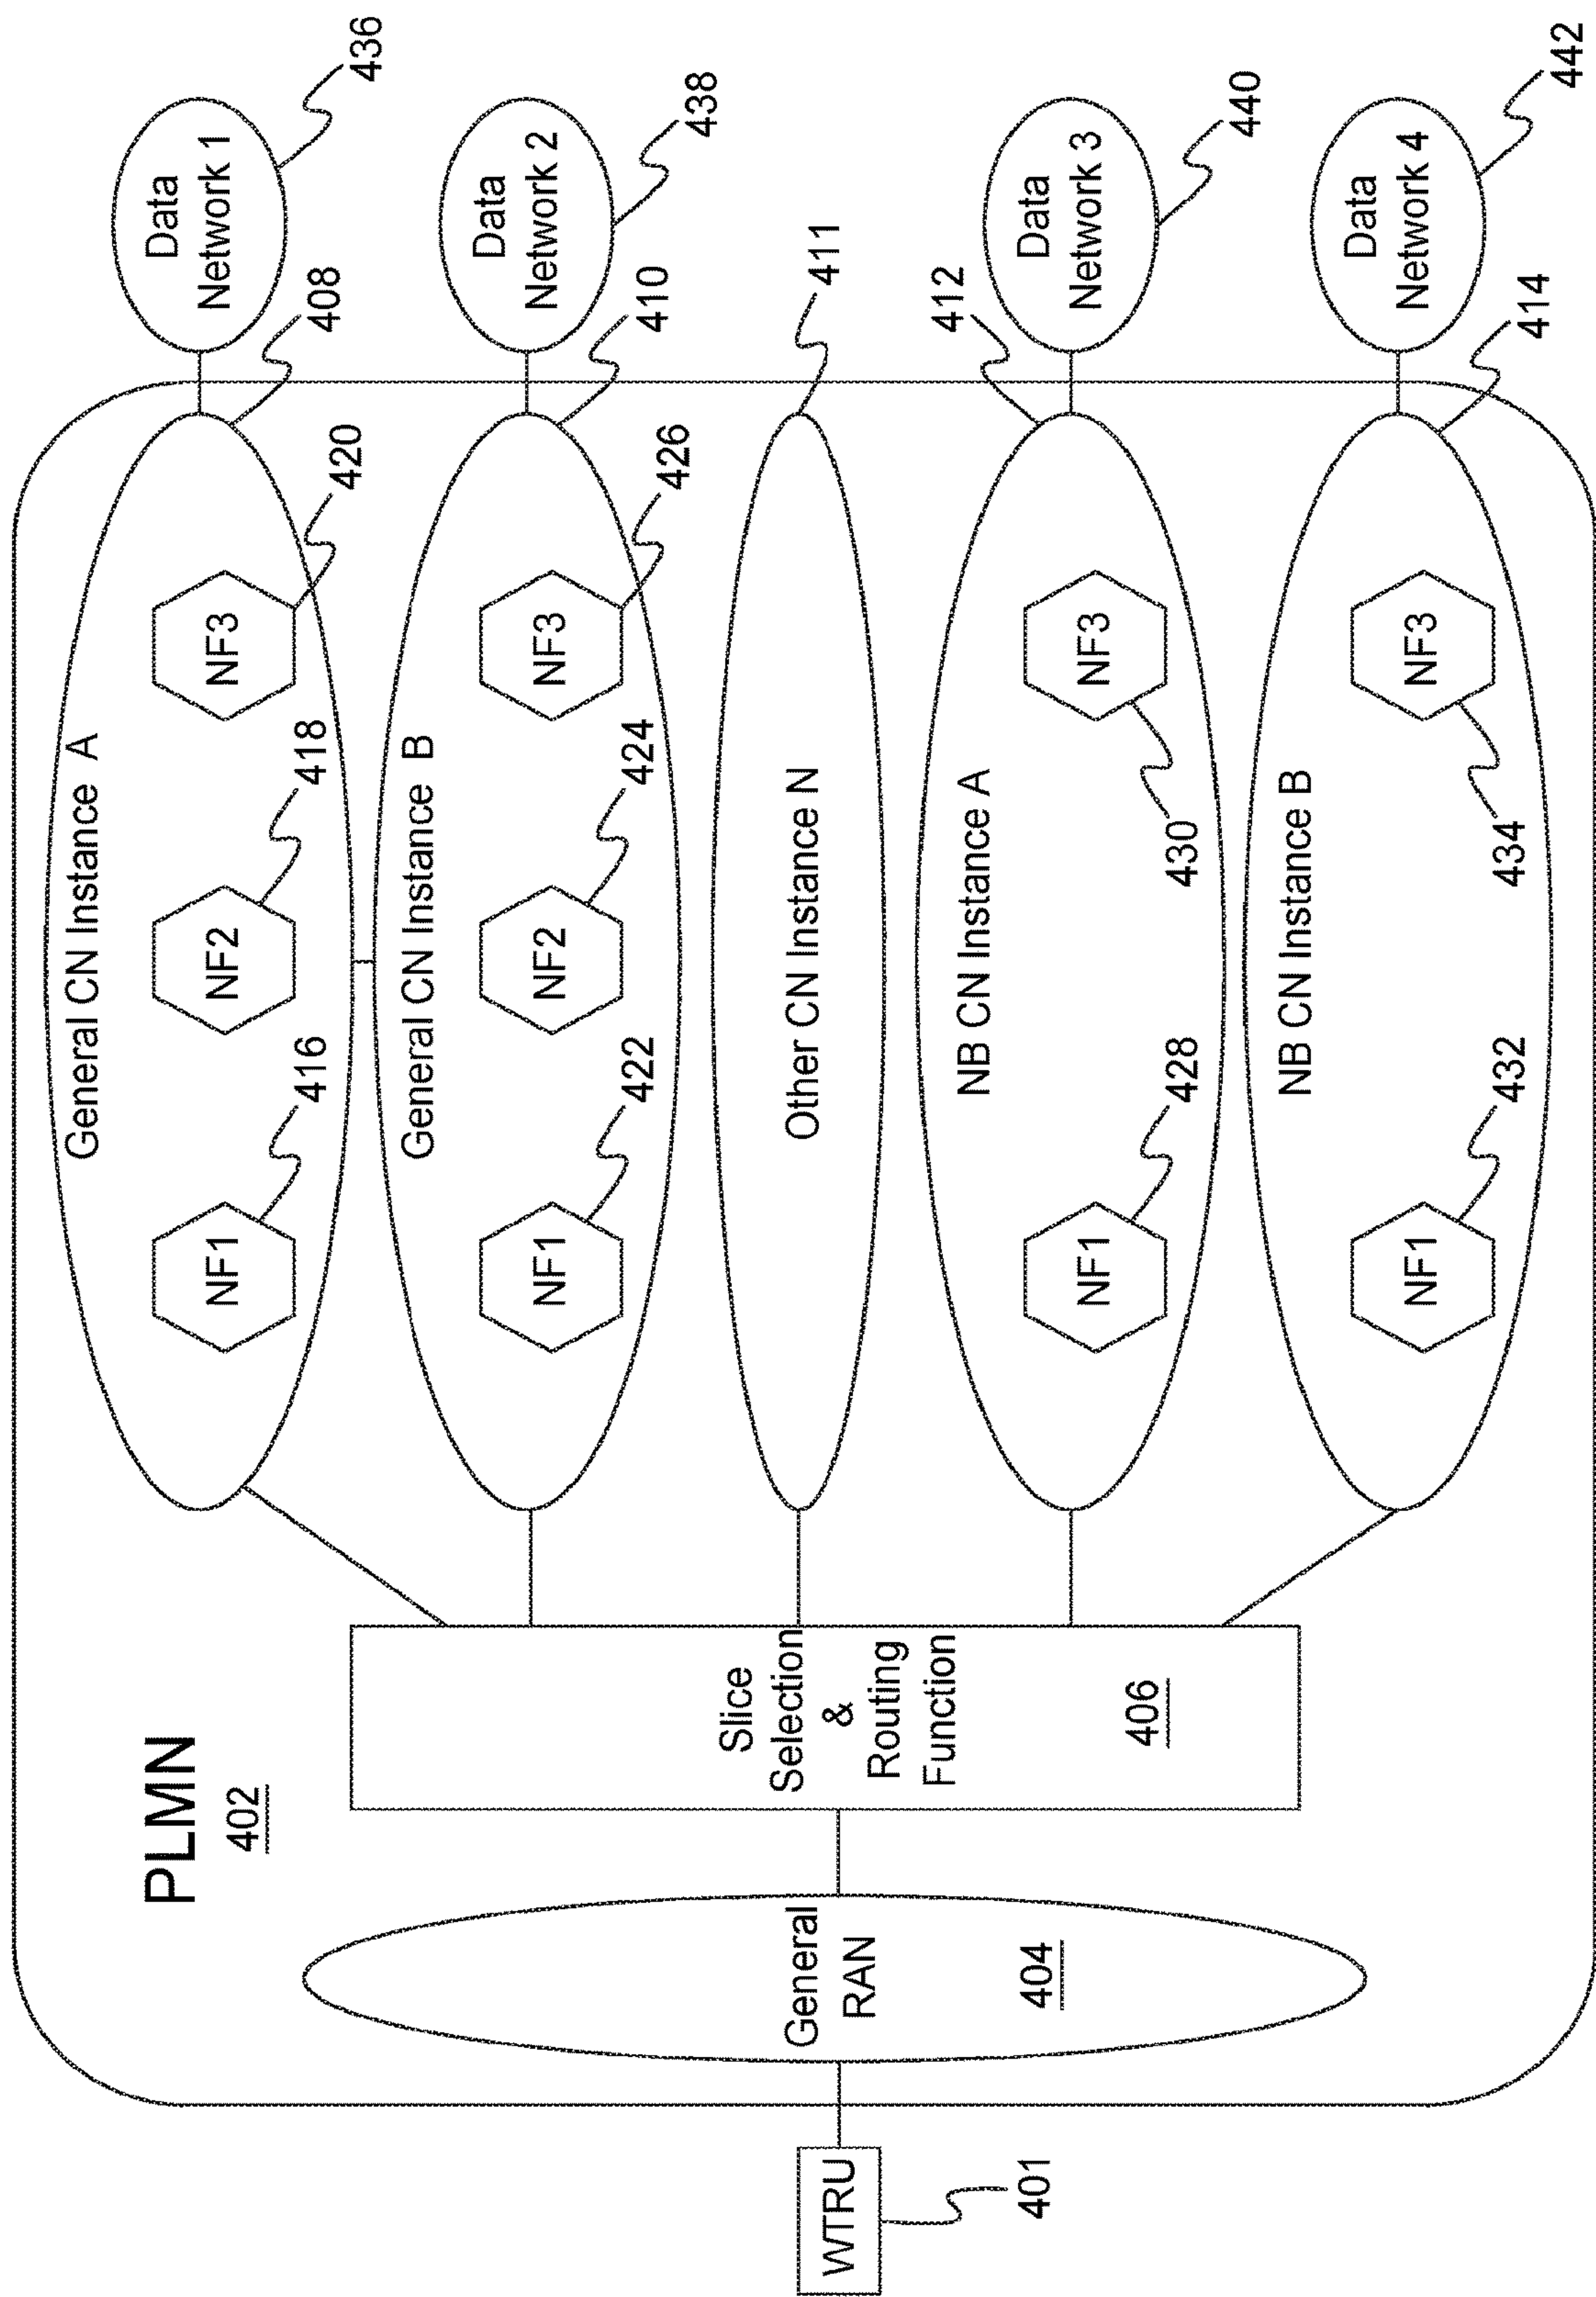 PLMN
402
WTRU
401
General
RAN
404
Slice
Selection
&
Routing
Function
406
General CN Instance A
NF1
416
NF2
418
NF3
420
408
Data
Network 1
436
General CN Instance B
NF1
422
NF2
424
NF3
426
410
Data
Network 2
438
Other CN Instance N
411
NB CN Instance A
NF1
428
NF3
430
412
Data
Network 3
440
NB CN Instance B
NF1
432
NF3
434
414
Data
Network 4
442